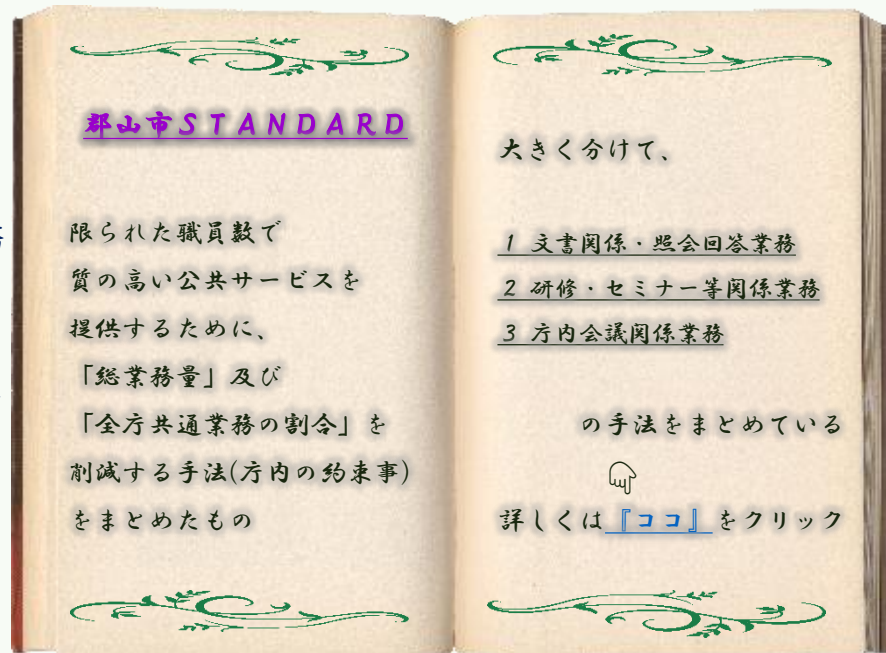 郡山市ＳＴＡＮＤＡＲＤ
限られた職員数で
質の高い公共サービスを
提供するために、
「総業務量」及び
「全庁共通業務の割合」を
削減する手法(庁内の約束事)
をまとめたもの
大きく分けて、
１ 文書関係・照会回答業務
２ 研修・セミナー等関係業務
３ 庁内会議関係業務
の手法をまとめている
詳しくは『ココ』をクリック